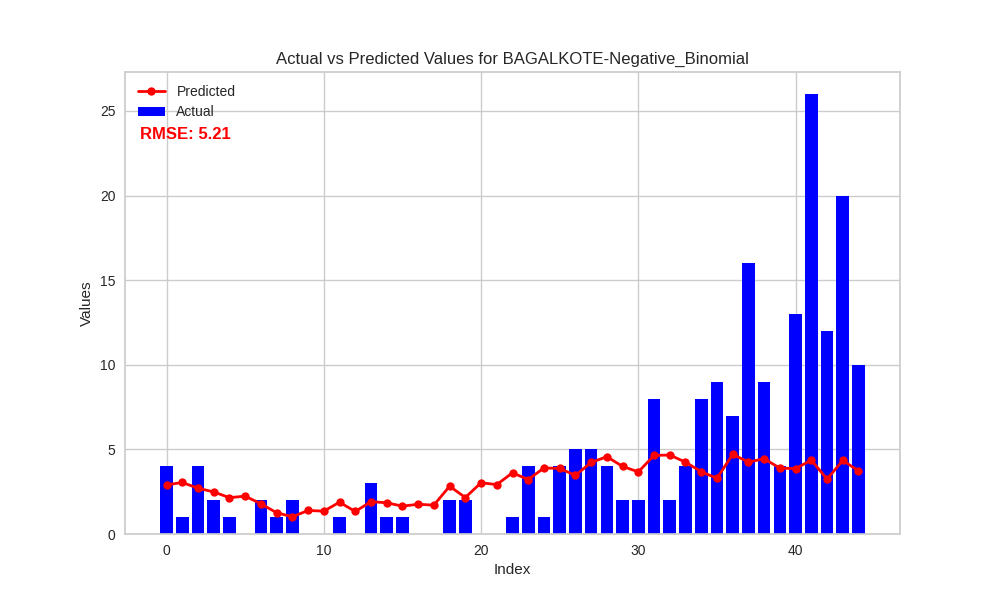 Actual vs Predicted Values for BAGALKOTE-Negative_Binomial
Predicted
Actual
RMSE: 5.21
25
20
15
10
5
0
Values
0 10 20 30 40
Index